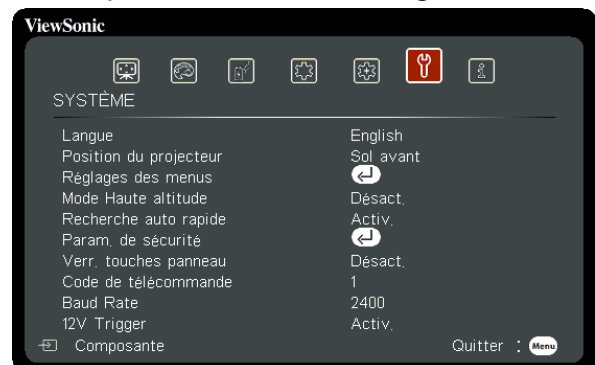 ViewSonic
SYSTÈME
Langue English
Position du projecteur Sol avant
Réglages des menus
Mode Haute altitude Désact.
Recherche auto rapide Activ.
Param. de sécurité
Verr. touches panneau Désact.
Code de télécommande 1
Baud Rate 2400
12V Trigger Activ.
Composante Quitter : Menu